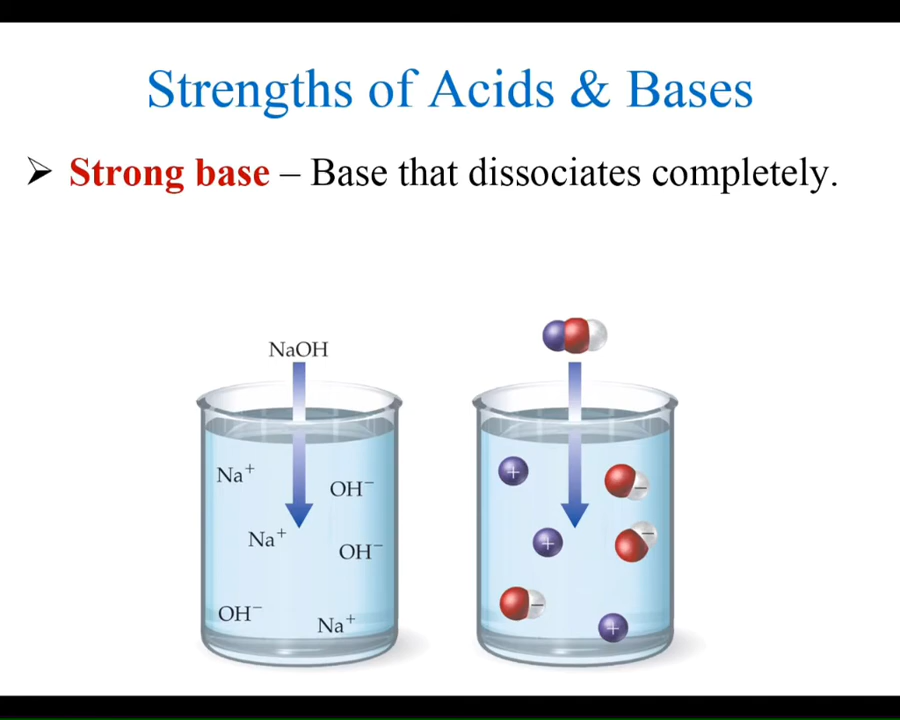 Strengths of Acids & Bases
➢ Strong base – Base that dissociates completely.
NaOH
Na⁺
OH⁻
Na⁺
OH⁻
OH⁻
Na⁺
+
−
−
+
−
+